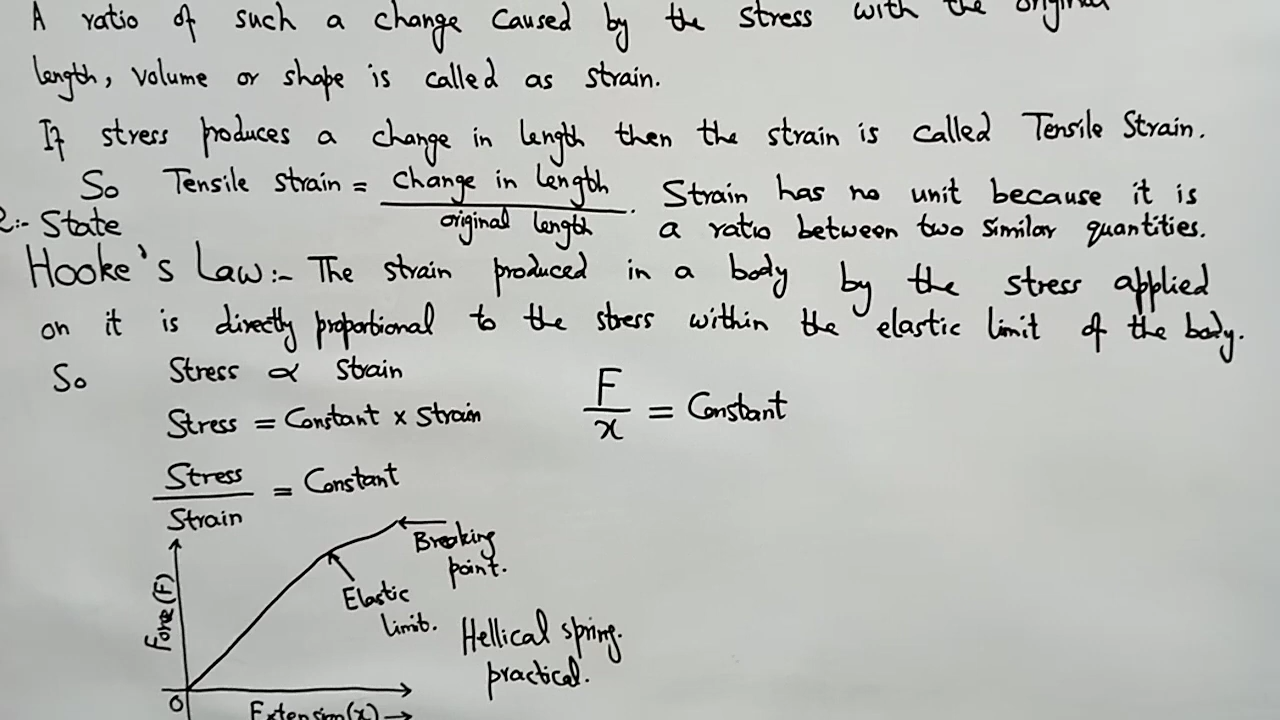 A ratio of such a change caused by the stress with the original
length, volume or shape is called as strain.
If stress produces a change in length then the strain is called Tensile Strain.
So Tensile strain = change in length / original length. Strain has no unit because it is
a ratio between two similar quantities.
2:- State
Hooke's Law:- The strain produced in a body by the stress applied
on it is directly proportional to the stress within the elastic limit of the body.
So Stress ∝ Strain
Stress = Constant × Strain
F / x = Constant
Stress / Strain = Constant
Breaking
point.
Elastic
limit.
Force (F)
Hellical spring.
practical.
O
Extension (x) →